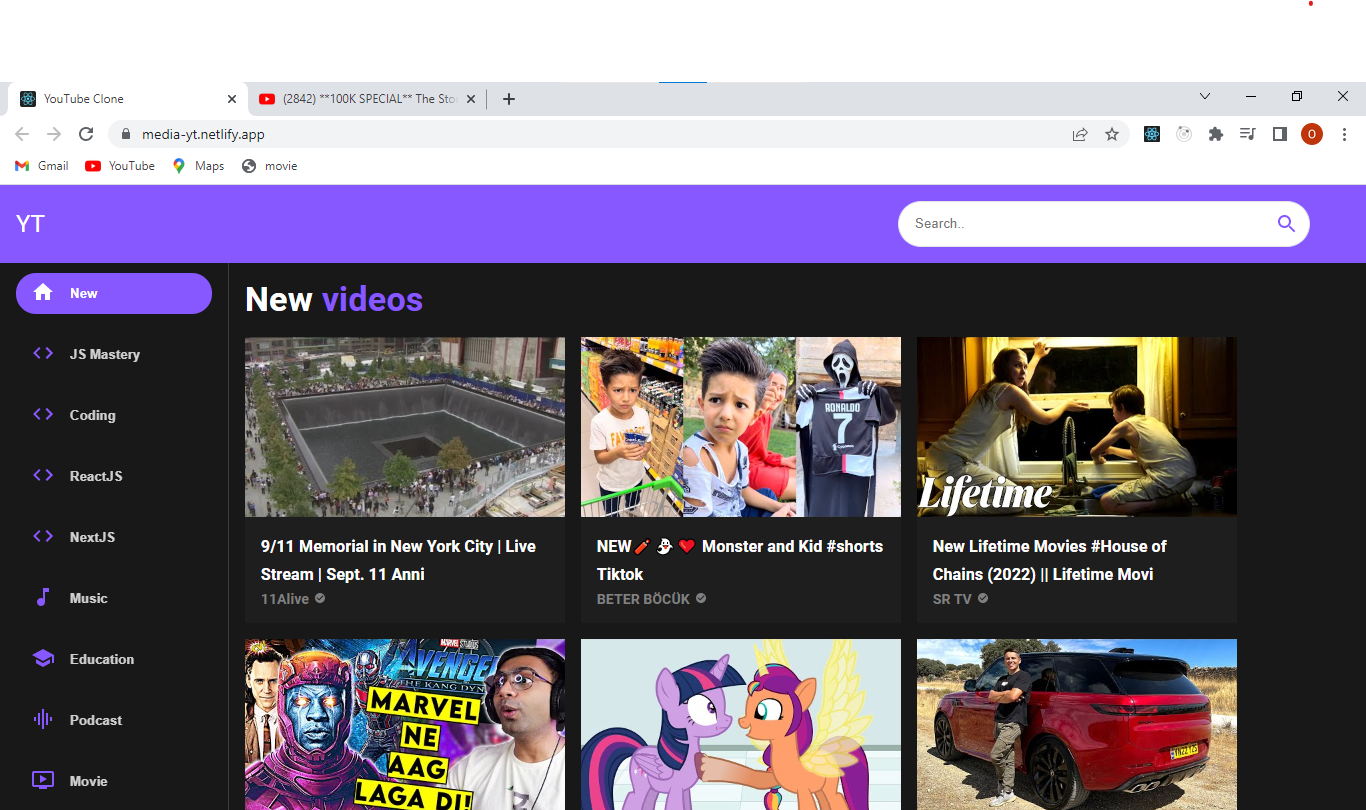 YouTube Clone
(2842) **100K SPECIAL** The Sto
media-yt.netlify.app
O
Gmail
YouTube
Maps
movie
YT
Search..
New
JS Mastery
Coding
ReactJS
NextJS
Music
Education
Podcast
Movie
New videos
RONALDO
7
Lifetime
9/11 Memorial in New York City | Live
Stream | Sept. 11 Anni
11Alive
NEW🧨 👻 ❤️ Monster and Kid #shorts
Tiktok
BETER BÖCÜK
New Lifetime Movies #House of
Chains (2022) || Lifetime Movi
SR TV
MARVEL STUDIOS
AVENGE
THE KANG DYN
MARVEL
NE
AAG
LAGA DI!